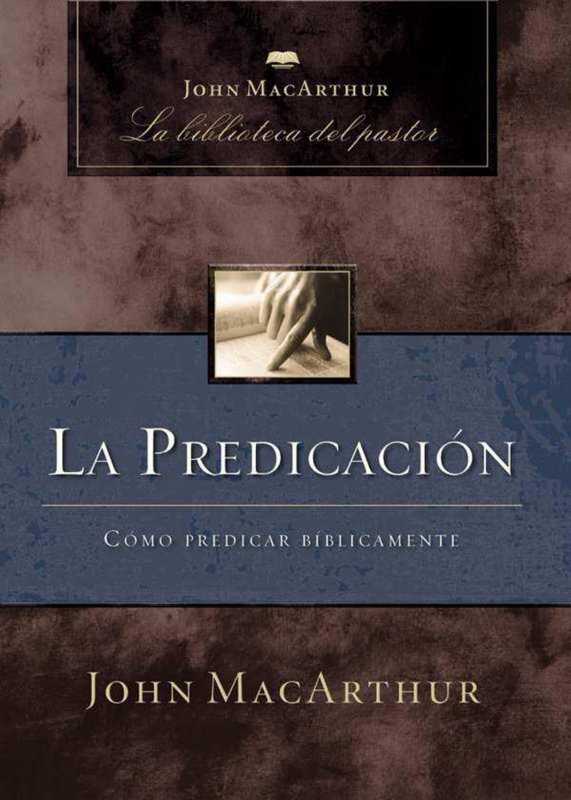 JOHN MACARTHUR
La biblioteca del pastor
LA PREDICACIÓN
CÓMO PREDICAR BÍBLICAMENTE
JOHN MACARTHUR